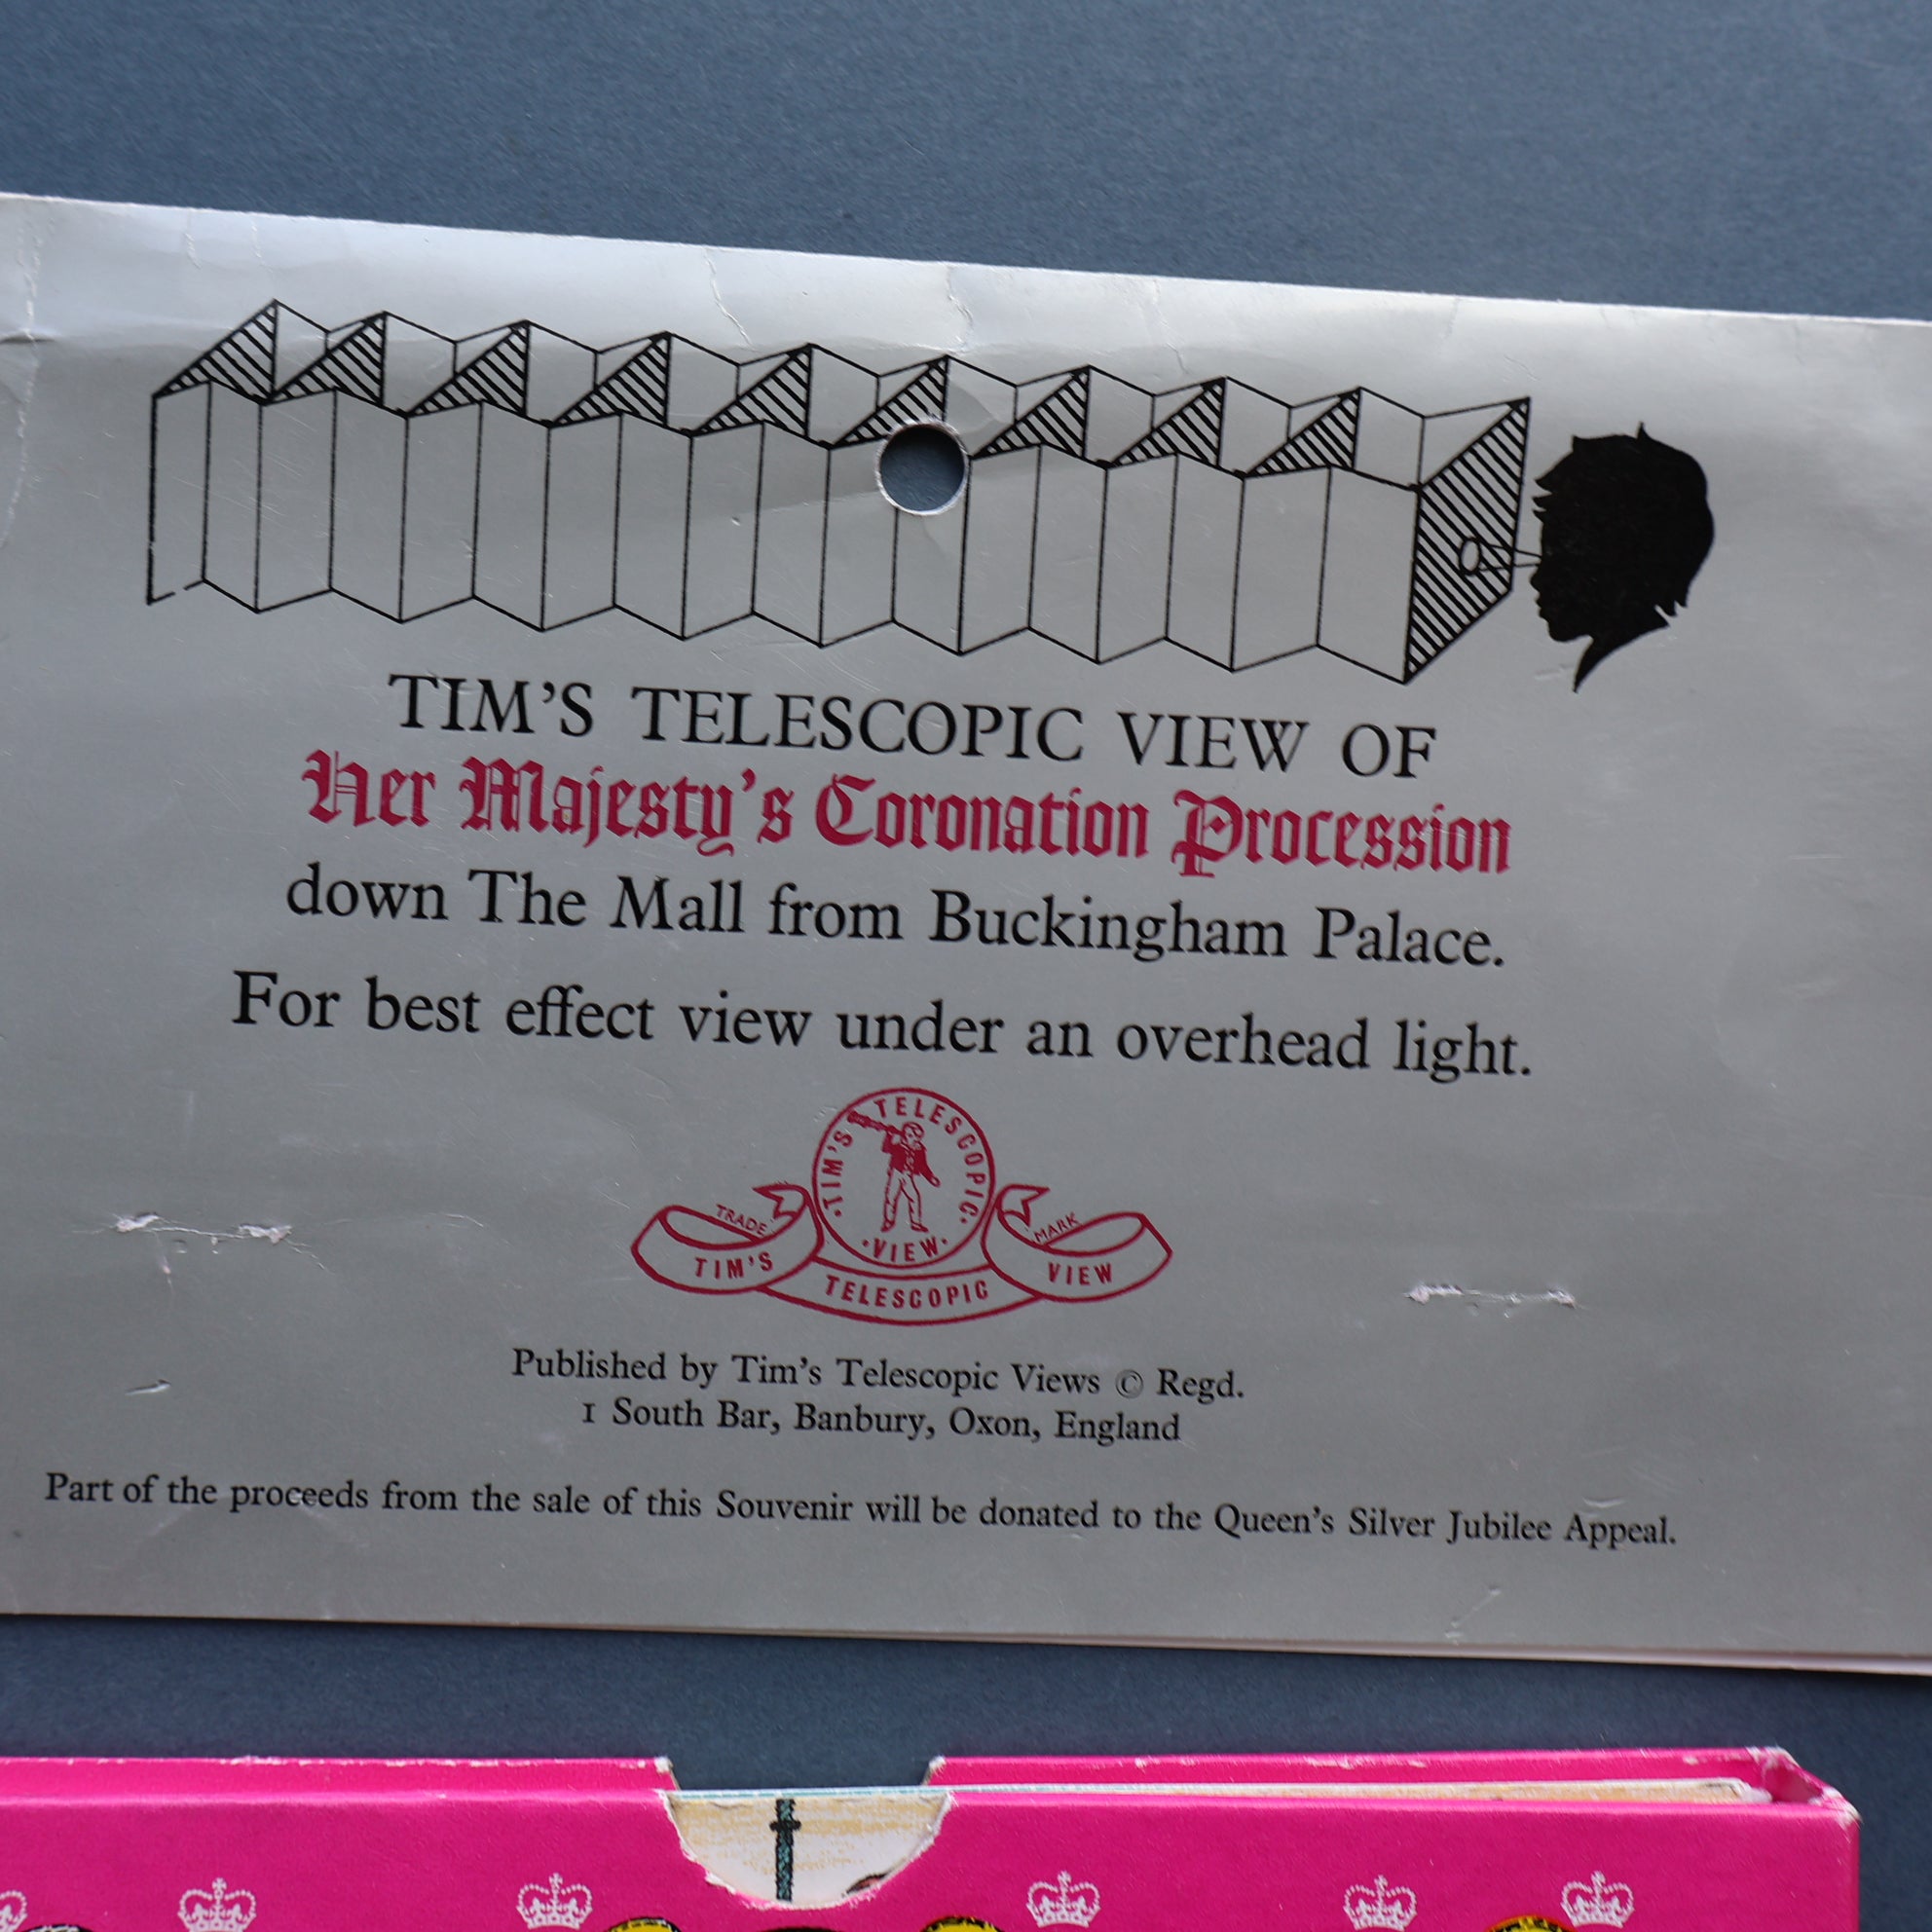 TIM'S TELESCOPIC VIEW OF
Her Majesty's Coronation Procession
down The Mall from Buckingham Palace.
For best effect view under an overhead light.
·TIM'S TELESCOPIC·
·VIEW·
TRADE MARK
TIM'S TELESCOPIC VIEW
Published by Tim's Telescopic Views © Regd.
1 South Bar, Banbury, Oxon, England
Part of the proceeds from the sale of this Souvenir will be donated to the Queen's Silver Jubilee Appeal.